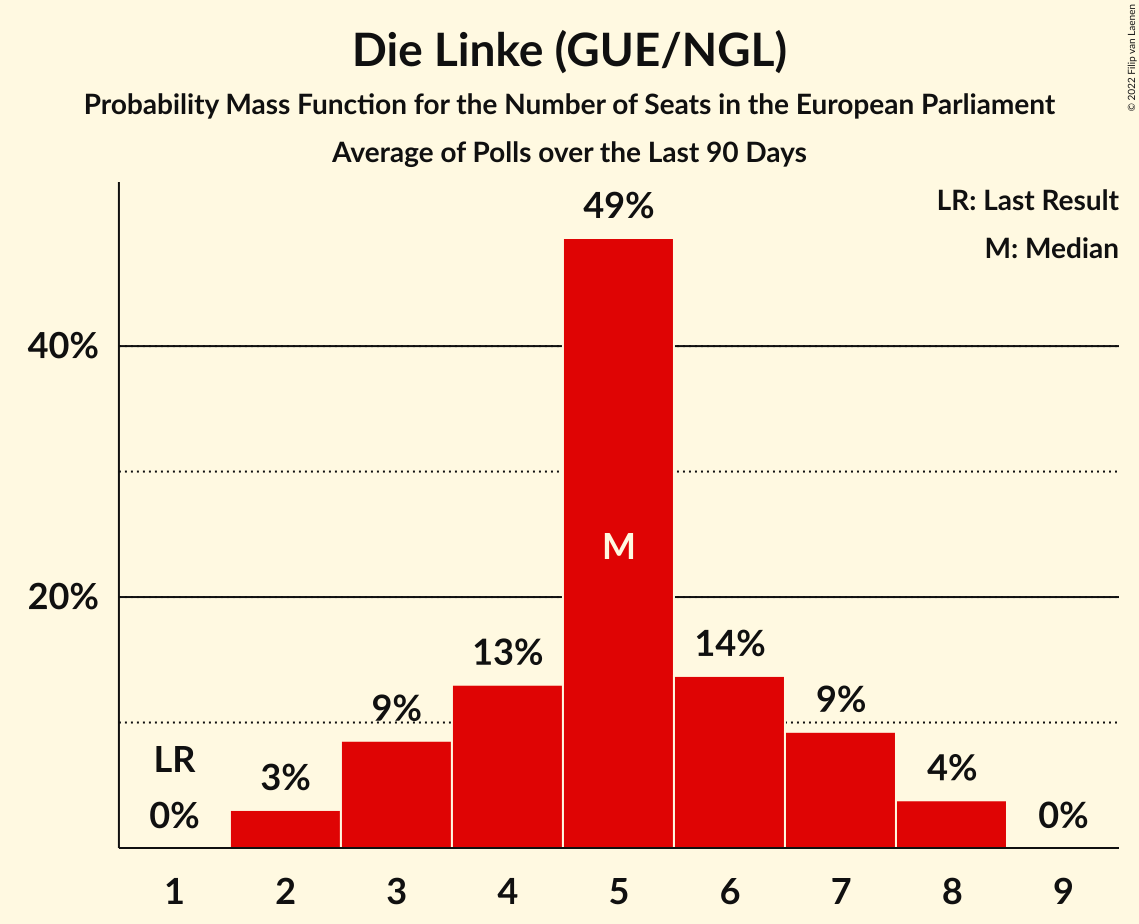 Die Linke (GUE/NGL)
Probability Mass Function for the Number of Seats in the European Parliament
Average of Polls over the Last 90 Days
© 2022 Filip van Laenen
LR: Last Result
M: Median
49%
40%
M
20%
14%
13%
9%
9%
LR
4%
3%
0%
0%
1 2 3 4 5 6 7 8 9